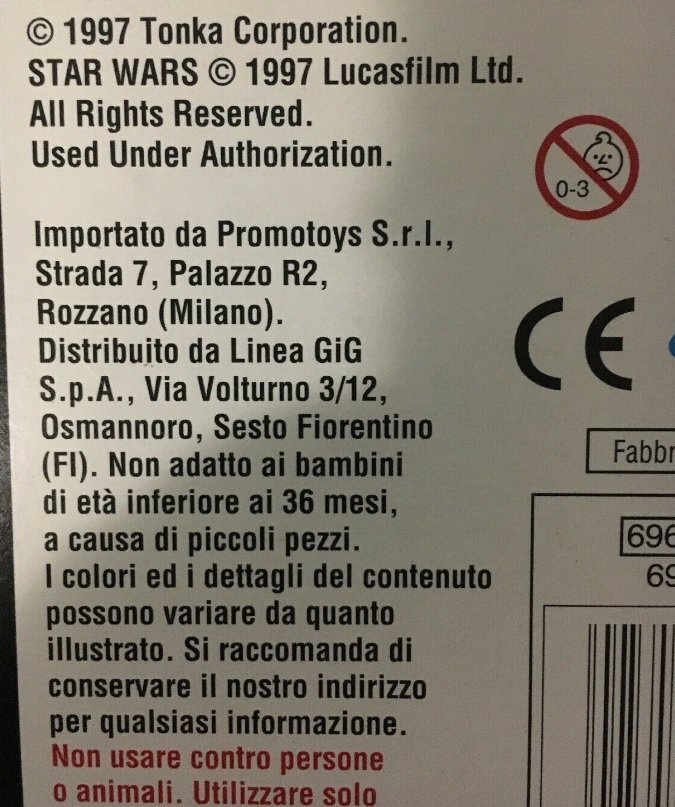 © 1997 Tonka Corporation.
STAR WARS © 1997 Lucasfilm Ltd.
All Rights Reserved.
Used Under Authorization.
0-3
Importato da Promotoys S.r.l.,
Strada 7, Palazzo R2,
Rozzano (Milano).
Distribuito da Linea GiG
S.p.A., Via Volturno 3/12,
Osmannoro, Sesto Fiorentino
(FI). Non adatto ai bambini
di età inferiore ai 36 mesi,
a causa di piccoli pezzi.
I colori ed i dettagli del contenuto
possono variare da quanto
illustrato. Si raccomanda di
conservare il nostro indirizzo
per qualsiasi informazione.
Non usare contro persone
o animali. Utilizzare solo
CE